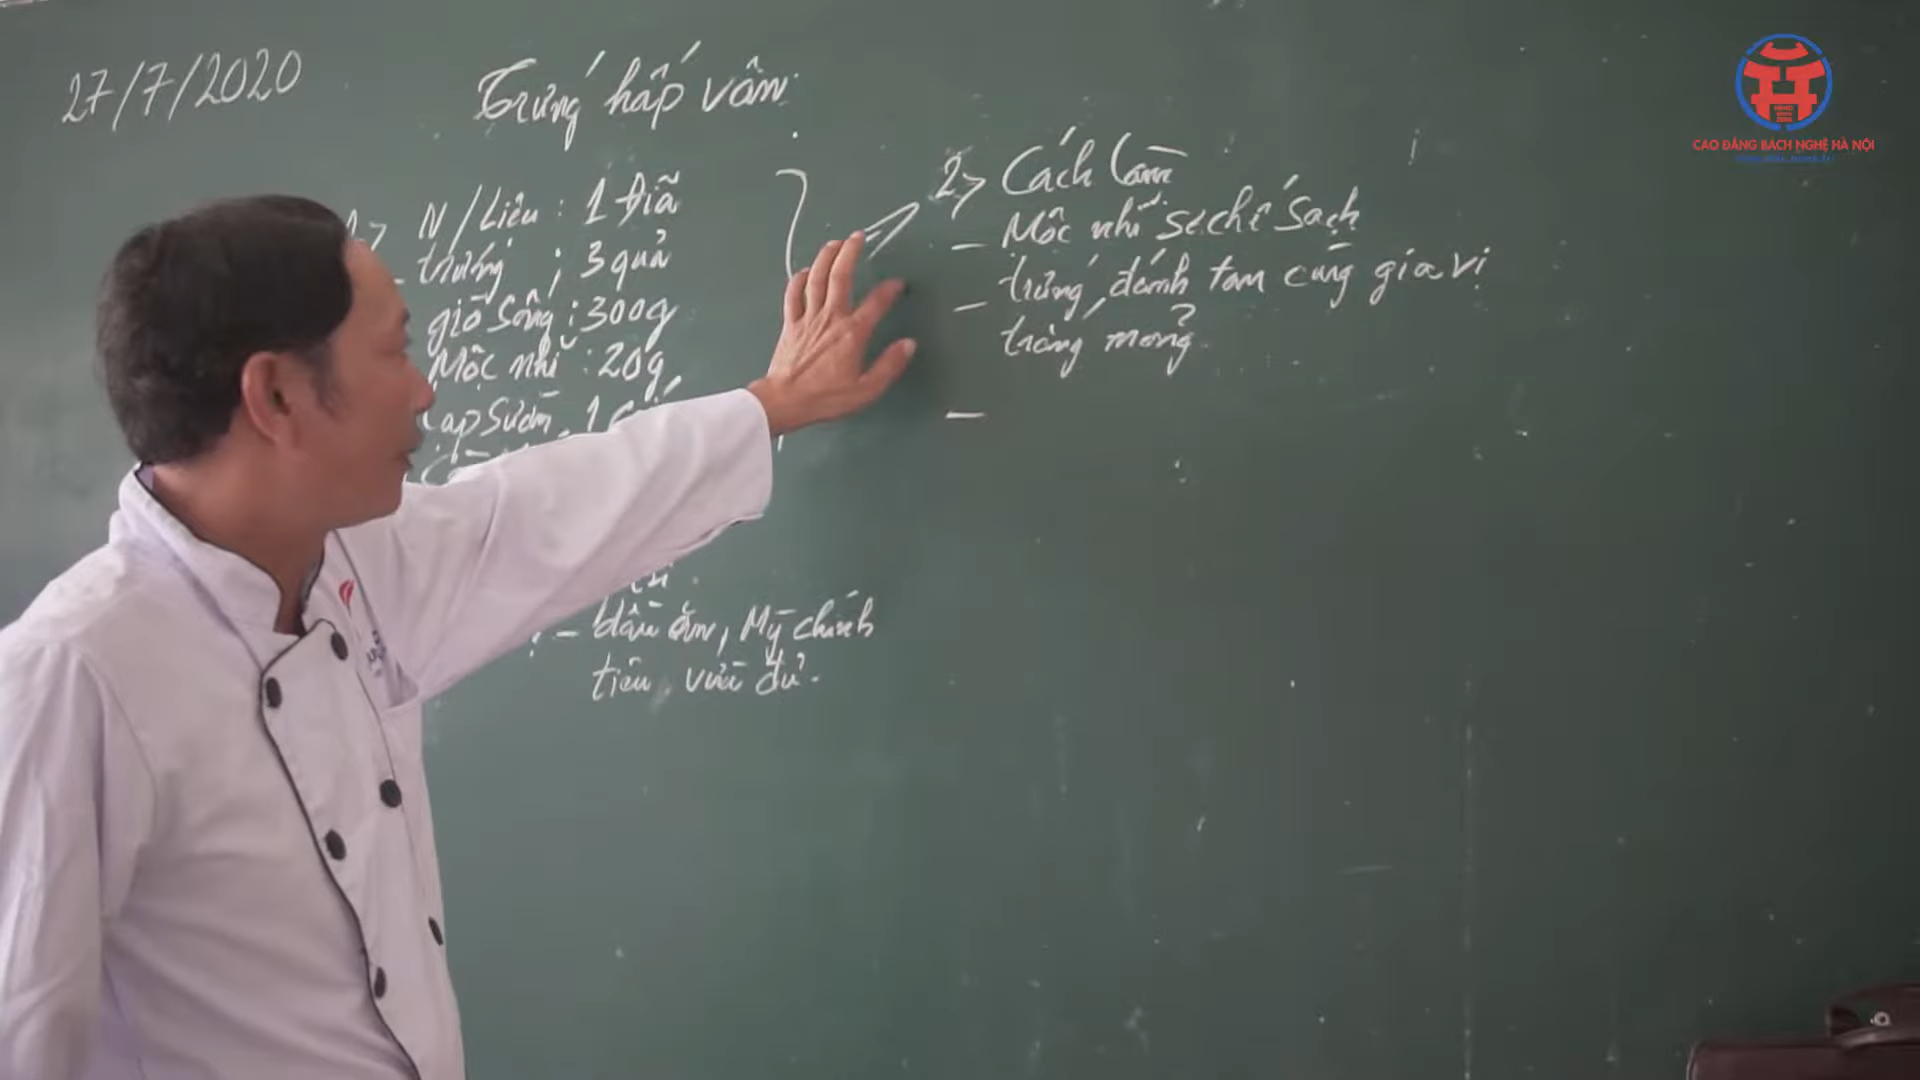 27/7/2020
Trứng hấp vân
N/Liệu : 1 Đĩa
trứng : 3 quả
giò sống : 300g
Mộc nhĩ : 20g
Lạp sườn 1
dầu ăn, Mỳ chính
tiêu vừa đủ.
2> Cách làm
- Mộc nhĩ sơ chế sạch
- trứng, đánh tan cùng gia vị
tráng mỏng
-
CAO ĐẲNG BÁCH NGHỆ HÀ NỘI